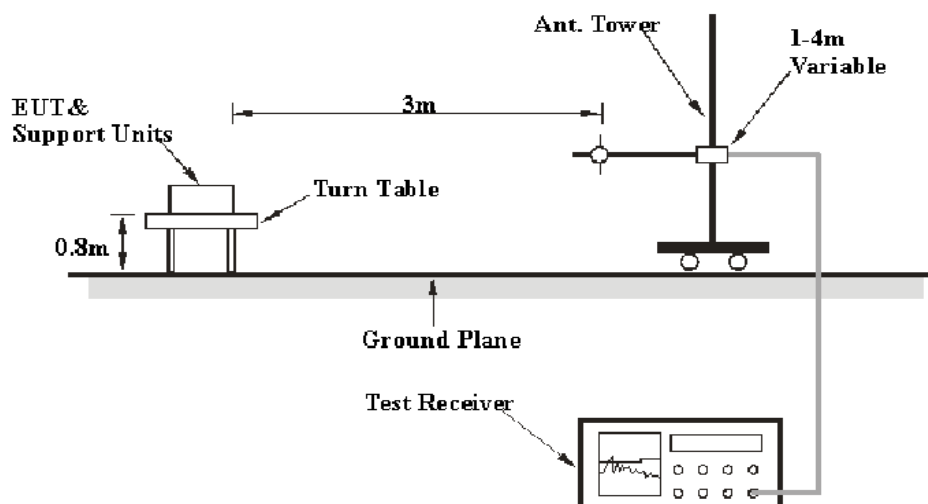 Ant. Tower
1-4m
Variable
3m
EUT&
Support Units
Turn Table
0.8m
Ground Plane
Test Receiver